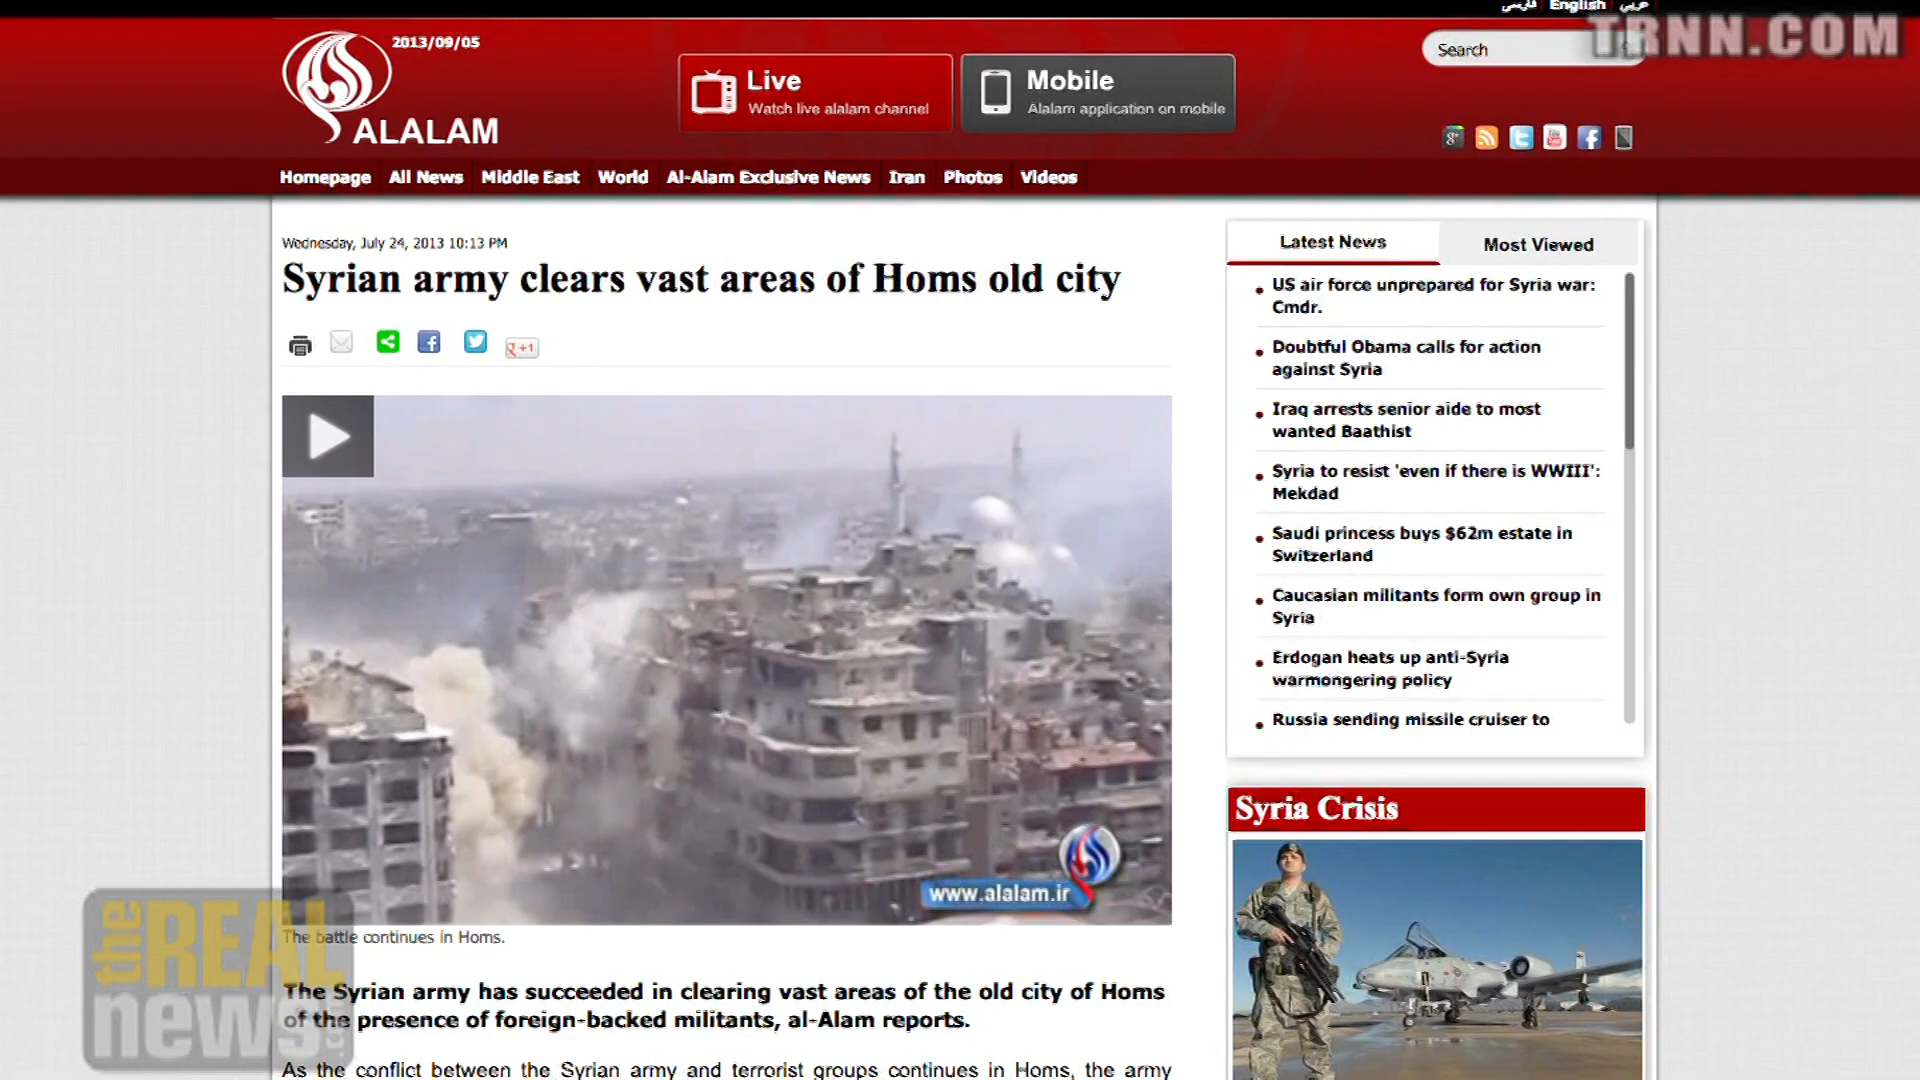 فارسی English عربي
TRNN.COM
2013/09/05
ALALAM
Live
Watch live alalam channel
Mobile
Alalam application on mobile
Search
Homepage All News Middle East World Al-Alam Exclusive News Iran Photos Videos
Wednesday, July 24, 2013 10:13 PM
Syrian army clears vast areas of Homs old city
+1
www.alalam.ir
The battle continues in Homs.
The Syrian army has succeeded in clearing vast areas of the old city of Homs
of the presence of foreign-backed militants, al-Alam reports.
As the conflict between the Syrian army and terrorist groups continues in Homs, the army
Latest News
Most Viewed
US air force unprepared for Syria war:
Cmdr.
Doubtful Obama calls for action
against Syria
Iraq arrests senior aide to most
wanted Baathist
Syria to resist 'even if there is WWIII':
Mekdad
Saudi princess buys $62m estate in
Switzerland
Caucasian militants form own group in
Syria
Erdogan heats up anti-Syria
warmongering policy
Russia sending missile cruiser to
Syria Crisis
the REAL
news